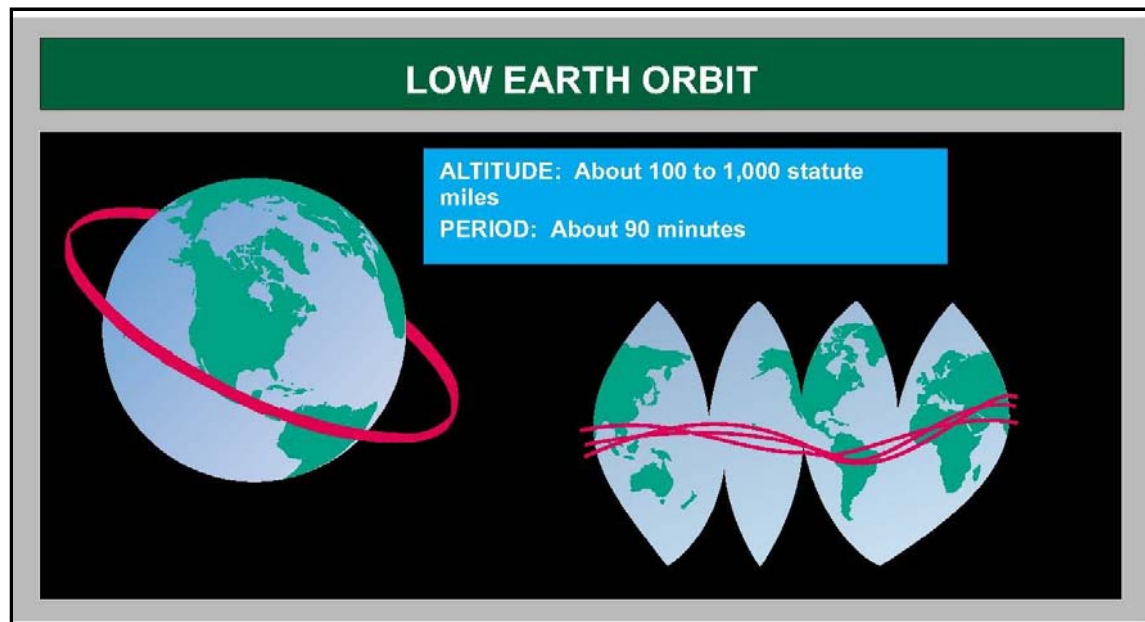 LOW EARTH ORBIT
ALTITUDE: About 100 to 1,000 statute
miles
PERIOD: About 90 minutes